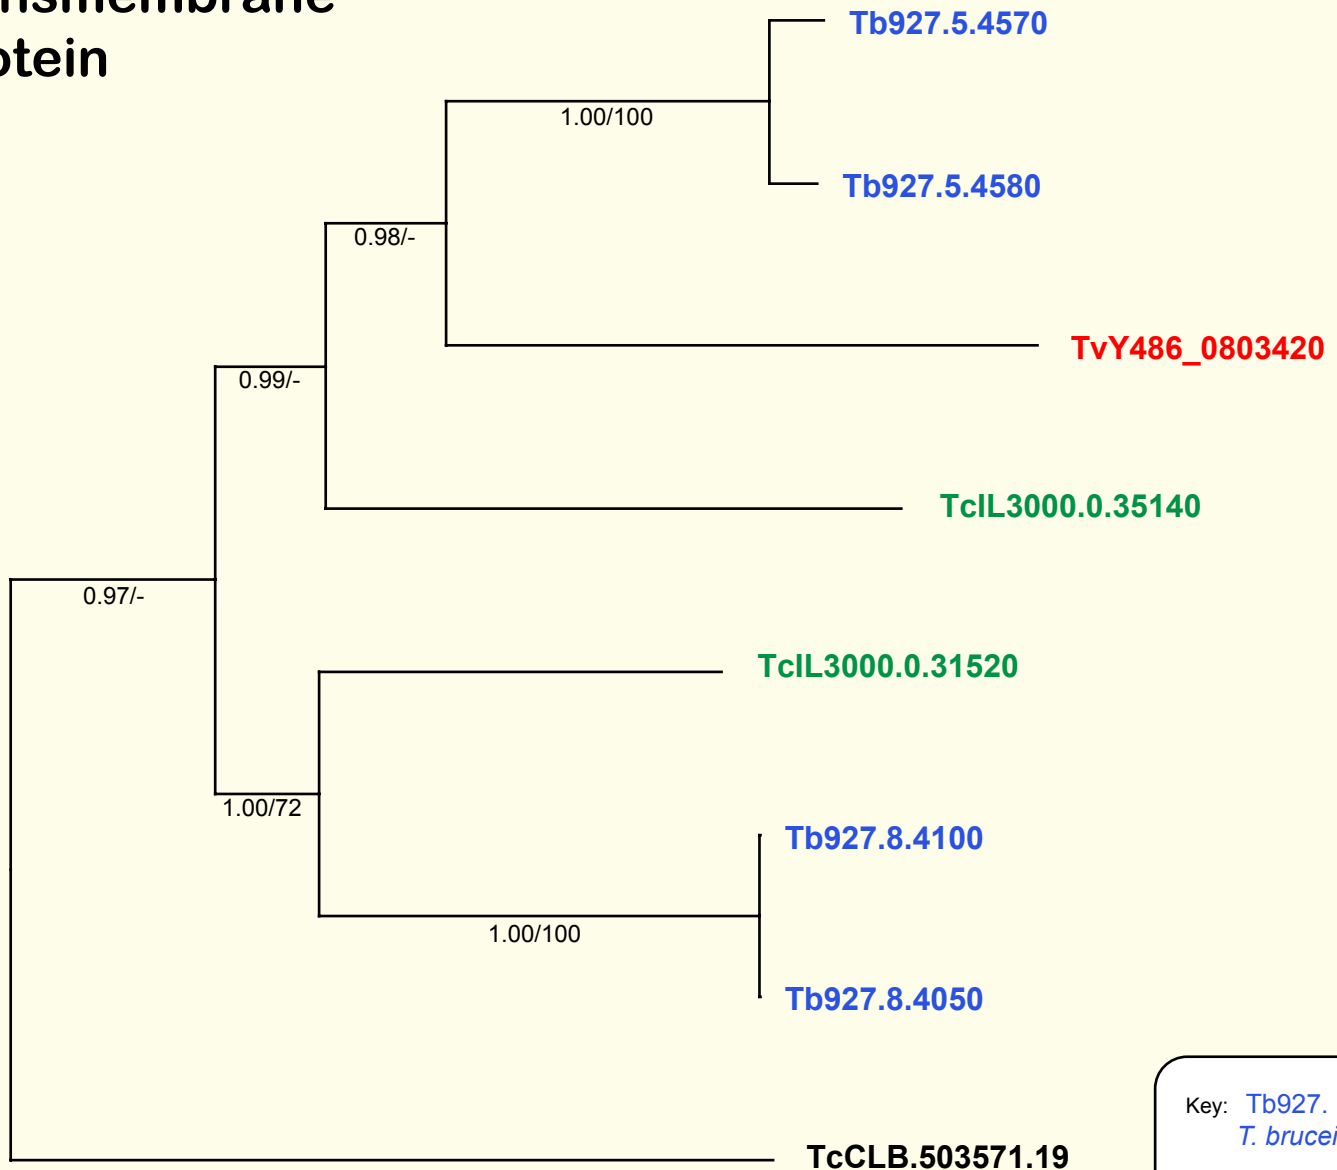 Tb927.5.4570
1.00/100
Tb927.5.4580
0.98/-
TvY486_0803420
0.99/-
TcIL3000.0.35140
0.97/-
TcIL3000.0.31520
1.00/72
Tb927.8.4100
1.00/100
Tb927.8.4050
Key: Tb927.
T. brucei
TcCLB.503571.19